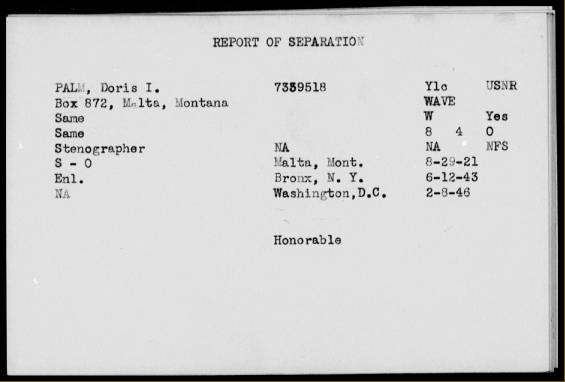 REPORT OF SEPARATION
PALM, Doris I. 7339518 Y1c USNR
Box 872, Malta, Montana WAVE
Same W Yes
Same 8 4 0
Stenographer NA NA NFS
S - 0 Malta, Mont. 8-29-21
Enl. Bronx, N. Y. 6-12-43
NA Washington,D.C. 2-8-46
Honorable